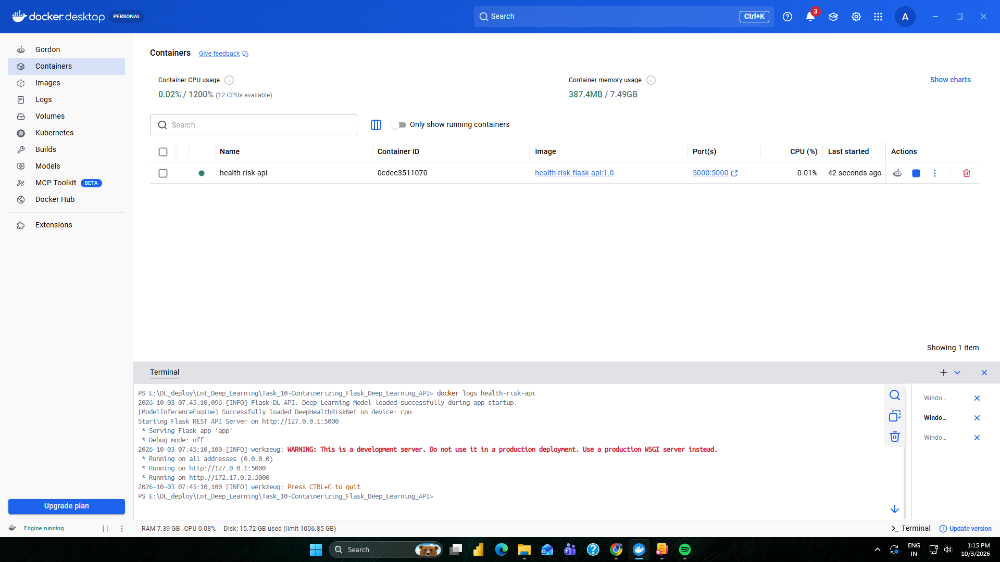 docker.desktop PERSONAL
Search Ctrl+K
3
A
Gordon
Containers
Images
Logs
Volumes
Kubernetes
Builds
Models
MCP Toolkit BETA
Docker Hub
Extensions
Upgrade plan
Containers Give feedback
Container CPU usage
0.02% / 1200% (12 CPUs available)
Container memory usage
387.4MB / 7.49GB
Show charts
Search
Only show running containers
Name Container ID Image Port(s) CPU (%) Last started Actions
health-risk-api 0cdec3511070 health-risk-flask-api:1.0 5000:5000 0.01% 42 seconds ago
Showing 1 item
Terminal
PS E:\DL_deploy\Lnt_Deep_Learning\Task_10-Containerizing_Flask_Deep_Learning_API> docker logs health-risk-api
2026-10-03 07:45:10,096 [INFO] Flask-DL-API: Deep Learning Model loaded successfully during app startup.
[ModelInferenceEngine] Successfully loaded DeepHealthRiskNet on device: cpu
Starting Flask REST API Server on http://127.0.0.1:5000
* Serving Flask app 'app'
* Debug mode: off
2026-10-03 07:45:10,100 [INFO] werkzeug: WARNING: This is a development server. Do not use it in a production deployment. Use a production WSGI server instead.
* Running on all addresses (0.0.0.0)
* Running on http://127.0.0.1:5000
* Running on http://172.17.0.2:5000
2026-10-03 07:45:10,100 [INFO] werkzeug: Press CTRL+C to quit
PS E:\DL_deploy\Lnt_Deep_Learning\Task_10-Containerizing_Flask_Deep_Learning_API>
Windo...
Windo...
Windo...
Engine running
RAM 7.39 GB CPU 0.08% Disk: 15.72 GB used (limit 1006.85 GB)
Terminal
Update version
Search
ENG
IN
1:15 PM
10/3/2026